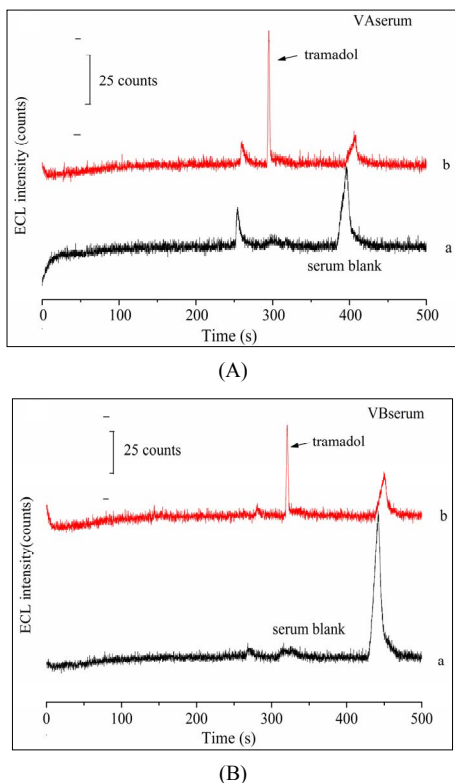 VAserum
tramadol
25 counts
ECL intensity (counts)
b
a
serum blank
0 100 200 300 400 500
Time (s)
(A)
VBserum
tramadol
25 counts
ECL intensity(counts)
b
serum blank
a
0 100 200 300 400 500
Time (s)
(B)